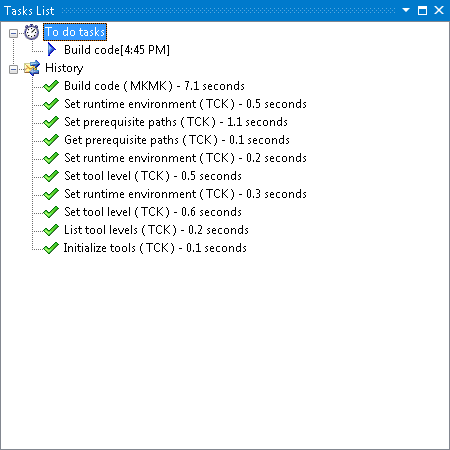 Tasks List
To do tasks
Build code[4:45 PM]
History
Build code ( MKMK ) - 7.1 seconds
Set runtime environment ( TCK ) - 0.5 seconds
Set prerequisite paths ( TCK ) - 1.1 seconds
Get prerequisite paths ( TCK ) - 0.1 seconds
Set runtime environment ( TCK ) - 0.2 seconds
Set tool level ( TCK ) - 0.5 seconds
Set runtime environment ( TCK ) - 0.3 seconds
Set tool level ( TCK ) - 0.6 seconds
List tool levels ( TCK ) - 0.2 seconds
Initialize tools ( TCK ) - 0.1 seconds